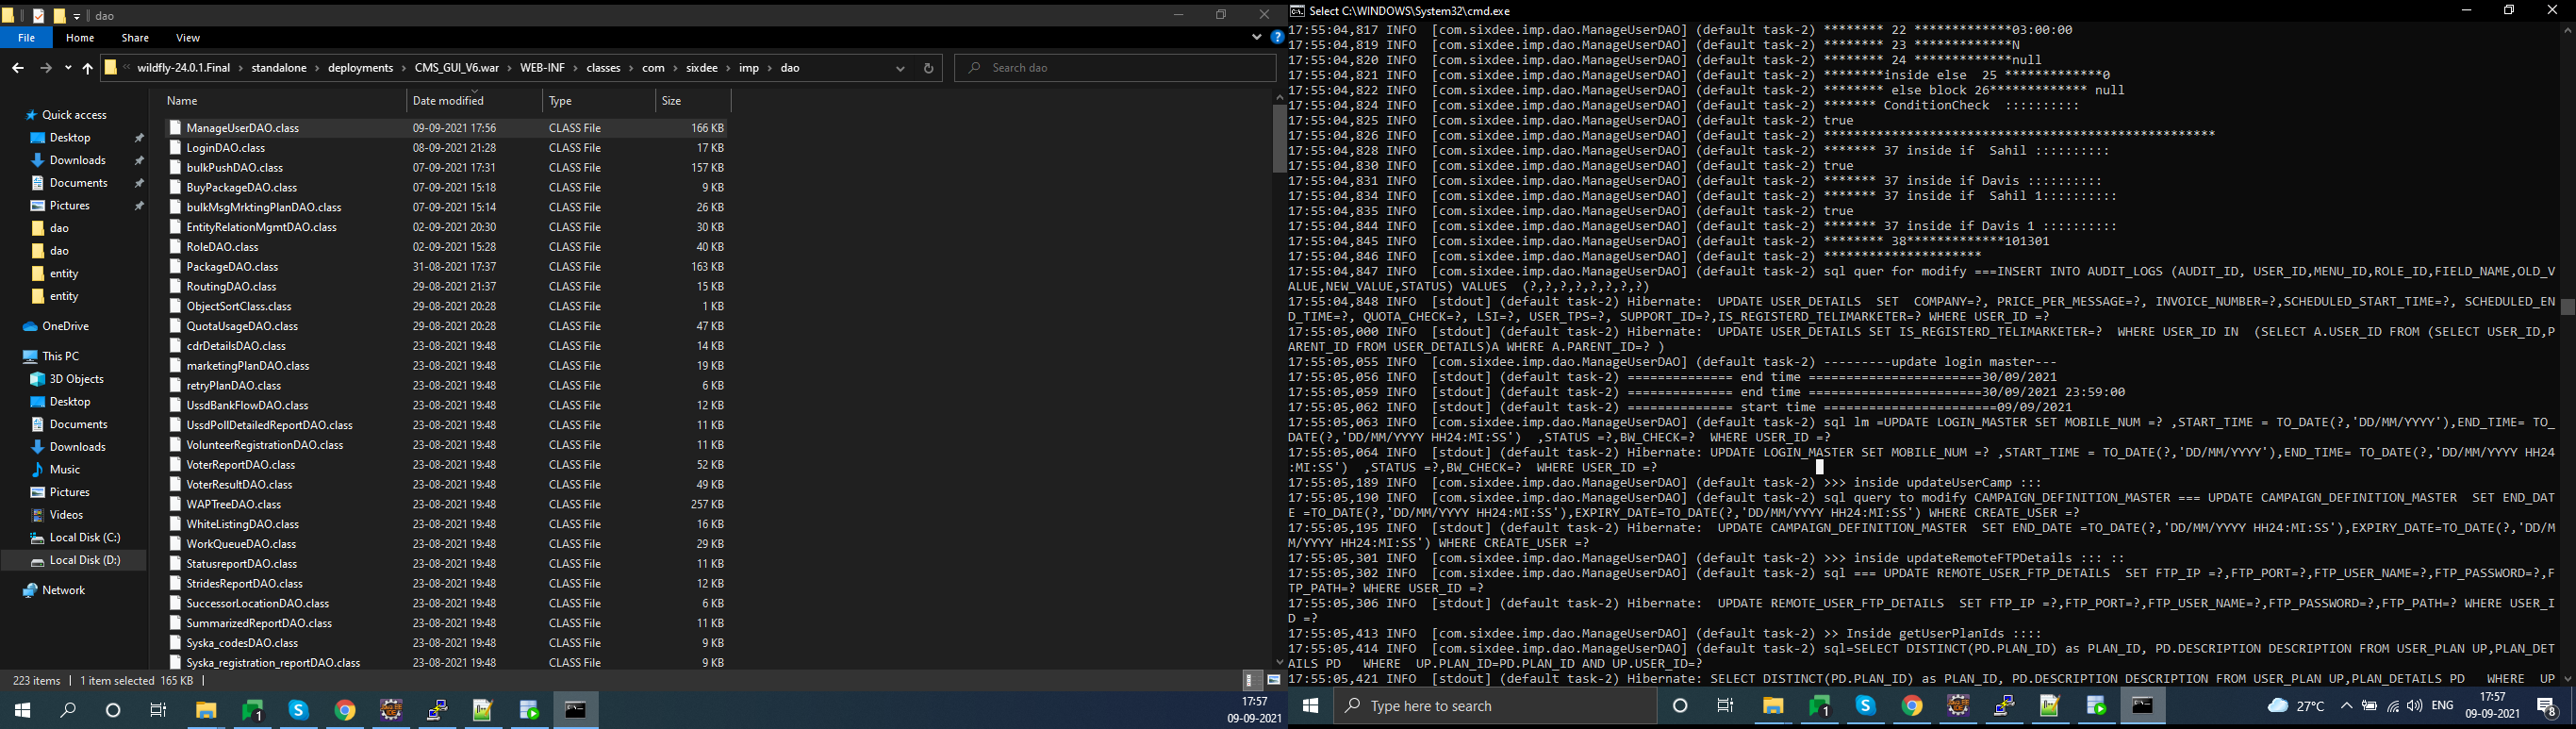 dao
File Home Share View
wildfly-24.0.1.Final › standalone › deployments › CMS_GUI_V6.war › WEB-INF › classes › com › sixdee › imp › dao
Search dao
Name Date modified Type Size
Quick access
Desktop
Downloads
Documents
Pictures
dao
dao
entity
entity
OneDrive
This PC
3D Objects
Desktop
Documents
Downloads
Music
Pictures
Videos
Local Disk (C:)
Local Disk (D:)
Network
ManageUserDAO.class 09-09-2021 17:56 CLASS File 166 KB
LoginDAO.class 08-09-2021 21:28 CLASS File 17 KB
bulkPushDAO.class 07-09-2021 17:31 CLASS File 157 KB
BuyPackageDAO.class 07-09-2021 15:18 CLASS File 9 KB
bulkMsgMrktingPlanDAO.class 07-09-2021 15:14 CLASS File 26 KB
EntityRelationMgmtDAO.class 02-09-2021 20:30 CLASS File 30 KB
RoleDAO.class 02-09-2021 15:28 CLASS File 40 KB
PackageDAO.class 31-08-2021 17:37 CLASS File 163 KB
RoutingDAO.class 29-08-2021 21:37 CLASS File 15 KB
ObjectSortClass.class 29-08-2021 20:28 CLASS File 1 KB
QuotaUsageDAO.class 29-08-2021 20:28 CLASS File 47 KB
cdrDetailsDAO.class 23-08-2021 19:48 CLASS File 14 KB
marketingPlanDAO.class 23-08-2021 19:48 CLASS File 19 KB
retryPlanDAO.class 23-08-2021 19:48 CLASS File 6 KB
UssdBankFlowDAO.class 23-08-2021 19:48 CLASS File 12 KB
UssdPollDetailedReportDAO.class 23-08-2021 19:48 CLASS File 11 KB
VolunteerRegistrationDAO.class 23-08-2021 19:48 CLASS File 11 KB
VoterReportDAO.class 23-08-2021 19:48 CLASS File 52 KB
VoterResultDAO.class 23-08-2021 19:48 CLASS File 49 KB
WAPTreeDAO.class 23-08-2021 19:48 CLASS File 257 KB
WhiteListingDAO.class 23-08-2021 19:48 CLASS File 16 KB
WorkQueueDAO.class 23-08-2021 19:48 CLASS File 29 KB
StatusreportDAO.class 23-08-2021 19:48 CLASS File 11 KB
StridesReportDAO.class 23-08-2021 19:48 CLASS File 12 KB
SuccessorLocationDAO.class 23-08-2021 19:48 CLASS File 6 KB
SummarizedReportDAO.class 23-08-2021 19:48 CLASS File 11 KB
Syska_codesDAO.class 23-08-2021 19:48 CLASS File 9 KB
Syska_registration_reportDAO.class 23-08-2021 19:48 CLASS File 9 KB
223 items 1 item selected 165 KB
17:57
09-09-2021
Select C:\WINDOWS\System32\cmd.exe
17:55:04,817 INFO [com.sixdee.imp.dao.ManageUserDAO] (default task-2) ******** 22 *************03:00:00
17:55:04,819 INFO [com.sixdee.imp.dao.ManageUserDAO] (default task-2) ******** 23 *************N
17:55:04,820 INFO [com.sixdee.imp.dao.ManageUserDAO] (default task-2) ******** 24 *************null
17:55:04,821 INFO [com.sixdee.imp.dao.ManageUserDAO] (default task-2) ********inside else 25 *************0
17:55:04,822 INFO [com.sixdee.imp.dao.ManageUserDAO] (default task-2) ******** else block 26************* null
17:55:04,824 INFO [com.sixdee.imp.dao.ManageUserDAO] (default task-2) ******* ConditionCheck ::::::::::
17:55:04,825 INFO [com.sixdee.imp.dao.ManageUserDAO] (default task-2) true
17:55:04,826 INFO [com.sixdee.imp.dao.ManageUserDAO] (default task-2) ****************************************************
17:55:04,828 INFO [com.sixdee.imp.dao.ManageUserDAO] (default task-2) ******* 37 inside if Sahil ::::::::::
17:55:04,830 INFO [com.sixdee.imp.dao.ManageUserDAO] (default task-2) true
17:55:04,831 INFO [com.sixdee.imp.dao.ManageUserDAO] (default task-2) ******* 37 inside if Davis ::::::::::
17:55:04,834 INFO [com.sixdee.imp.dao.ManageUserDAO] (default task-2) ******* 37 inside if Sahil 1::::::::::
17:55:04,835 INFO [com.sixdee.imp.dao.ManageUserDAO] (default task-2) true
17:55:04,844 INFO [com.sixdee.imp.dao.ManageUserDAO] (default task-2) ******* 37 inside if Davis 1 ::::::::::
17:55:04,845 INFO [com.sixdee.imp.dao.ManageUserDAO] (default task-2) ******** 38*************101301
17:55:04,846 INFO [com.sixdee.imp.dao.ManageUserDAO] (default task-2) *********************
17:55:04,847 INFO [com.sixdee.imp.dao.ManageUserDAO] (default task-2) sql quer for modify ===INSERT INTO AUDIT_LOGS (AUDIT_ID, USER_ID,MENU_ID,ROLE_ID,FIELD_NAME,OLD_V
ALUE,NEW_VALUE,STATUS) VALUES (?,?,?,?,?,?,?,?)
17:55:04,848 INFO [stdout] (default task-2) Hibernate: UPDATE USER_DETAILS SET COMPANY=?, PRICE_PER_MESSAGE=?, INVOICE_NUMBER=?,SCHEDULED_START_TIME=?, SCHEDULED_EN
D_TIME=?, QUOTA_CHECK=?, LSI=?, USER_TPS=?, SUPPORT_ID=?,IS_REGISTERD_TELIMARKETER=? WHERE USER_ID =?
17:55:05,000 INFO [stdout] (default task-2) Hibernate: UPDATE USER_DETAILS SET IS_REGISTERD_TELIMARKETER=? WHERE USER_ID IN (SELECT A.USER_ID FROM (SELECT USER_ID,P
ARENT_ID FROM USER_DETAILS)A WHERE A.PARENT_ID=? )
17:55:05,055 INFO [com.sixdee.imp.dao.ManageUserDAO] (default task-2) ---------update login master---
17:55:05,056 INFO [stdout] (default task-2) ============== end time =======================30/09/2021
17:55:05,059 INFO [stdout] (default task-2) ============== end time =======================30/09/2021 23:59:00
17:55:05,062 INFO [stdout] (default task-2) ============== start time =======================09/09/2021
17:55:05,063 INFO [com.sixdee.imp.dao.ManageUserDAO] (default task-2) sql lm =UPDATE LOGIN_MASTER SET MOBILE_NUM =? ,START_TIME = TO_DATE(?,'DD/MM/YYYY'),END_TIME= TO_
DATE(?,'DD/MM/YYYY HH24:MI:SS') ,STATUS =?,BW_CHECK=? WHERE USER_ID =?
17:55:05,064 INFO [stdout] (default task-2) Hibernate: UPDATE LOGIN_MASTER SET MOBILE_NUM =? ,START_TIME = TO_DATE(?,'DD/MM/YYYY'),END_TIME= TO_DATE(?,'DD/MM/YYYY HH24
:MI:SS') ,STATUS =?,BW_CHECK=? WHERE USER_ID =?
17:55:05,189 INFO [com.sixdee.imp.dao.ManageUserDAO] (default task-2) >>> inside updateUserCamp :::
17:55:05,190 INFO [com.sixdee.imp.dao.ManageUserDAO] (default task-2) sql query to modify CAMPAIGN_DEFINITION_MASTER === UPDATE CAMPAIGN_DEFINITION_MASTER SET END_DAT
E =TO_DATE(?,'DD/MM/YYYY HH24:MI:SS'),EXPIRY_DATE=TO_DATE(?,'DD/MM/YYYY HH24:MI:SS') WHERE CREATE_USER =?
17:55:05,195 INFO [stdout] (default task-2) Hibernate: UPDATE CAMPAIGN_DEFINITION_MASTER SET END_DATE =TO_DATE(?,'DD/MM/YYYY HH24:MI:SS'),EXPIRY_DATE=TO_DATE(?,'DD/M
M/YYYY HH24:MI:SS') WHERE CREATE_USER =?
17:55:05,301 INFO [com.sixdee.imp.dao.ManageUserDAO] (default task-2) >>> inside updateRemoteFTPDetails ::: ::
17:55:05,302 INFO [com.sixdee.imp.dao.ManageUserDAO] (default task-2) sql === UPDATE REMOTE_USER_FTP_DETAILS SET FTP_IP =?,FTP_PORT=?,FTP_USER_NAME=?,FTP_PASSWORD=?,F
TP_PATH=? WHERE USER_ID =?
17:55:05,306 INFO [stdout] (default task-2) Hibernate: UPDATE REMOTE_USER_FTP_DETAILS SET FTP_IP =?,FTP_PORT=?,FTP_USER_NAME=?,FTP_PASSWORD=?,FTP_PATH=? WHERE USER_I
D =?
17:55:05,413 INFO [com.sixdee.imp.dao.ManageUserDAO] (default task-2) >> Inside getUserPlanIds ::::
17:55:05,414 INFO [com.sixdee.imp.dao.ManageUserDAO] (default task-2) sql=SELECT DISTINCT(PD.PLAN_ID) as PLAN_ID, PD.DESCRIPTION DESCRIPTION FROM USER_PLAN UP,PLAN_DET
AILS PD WHERE UP.PLAN_ID=PD.PLAN_ID AND UP.USER_ID=?
17:55:05,421 INFO [stdout] (default task-2) Hibernate: SELECT DISTINCT(PD.PLAN_ID) as PLAN_ID, PD.DESCRIPTION DESCRIPTION FROM USER_PLAN UP,PLAN_DETAILS PD WHERE UP
Type here to search
27°C
ENG
17:57
09-09-2021
8